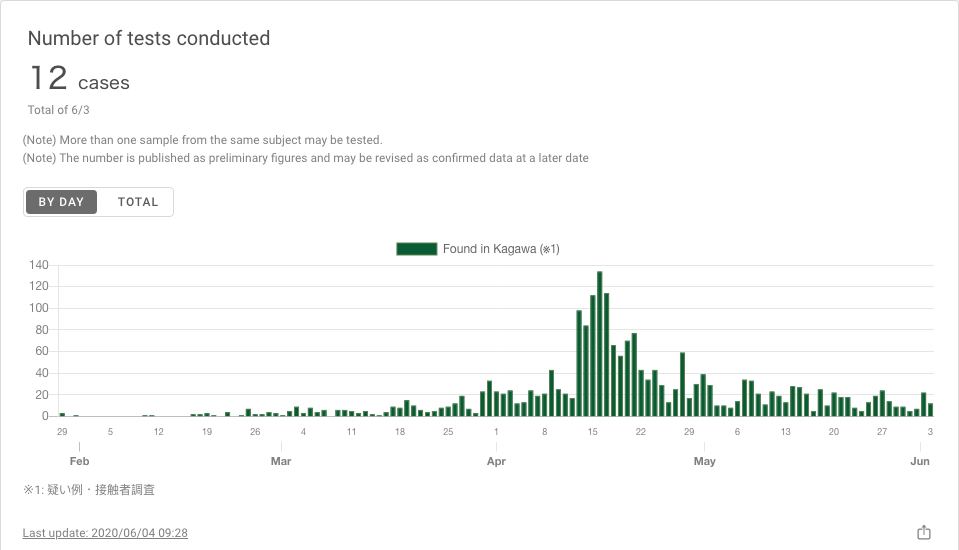 Number of tests conducted
12 cases
Total of 6/3
(Note) More than one sample from the same subject may be tested.
(Note) The number is published as preliminary figures and may be revised as confirmed data at a later date
BY DAY TOTAL
Found in Kagawa (※1)
140
120
100
80
60
40
20
0
29 5 12 19 26 4 11 18 25 1 8 15 22 29 6 13 20 27 3
Feb Mar Apr May Jun
※1: 疑い例・接触者調査
Last update: 2020/06/04 09:28